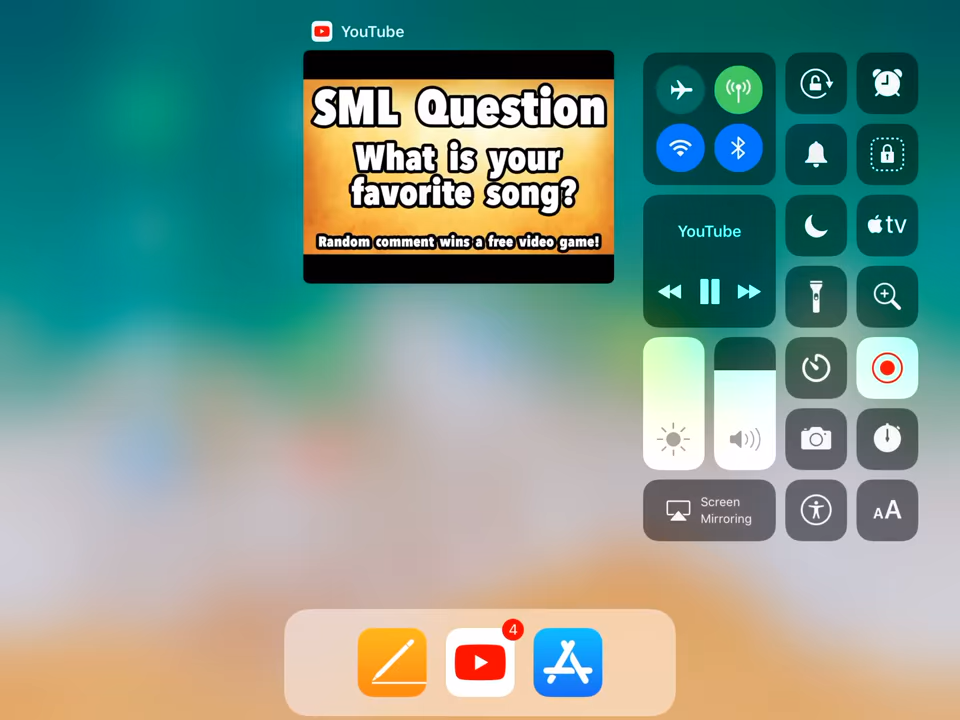 YouTube
SML Question
What is your
favorite song?
Random comment wins a free video game!
YouTube
tv
Screen
Mirroring
AA
4